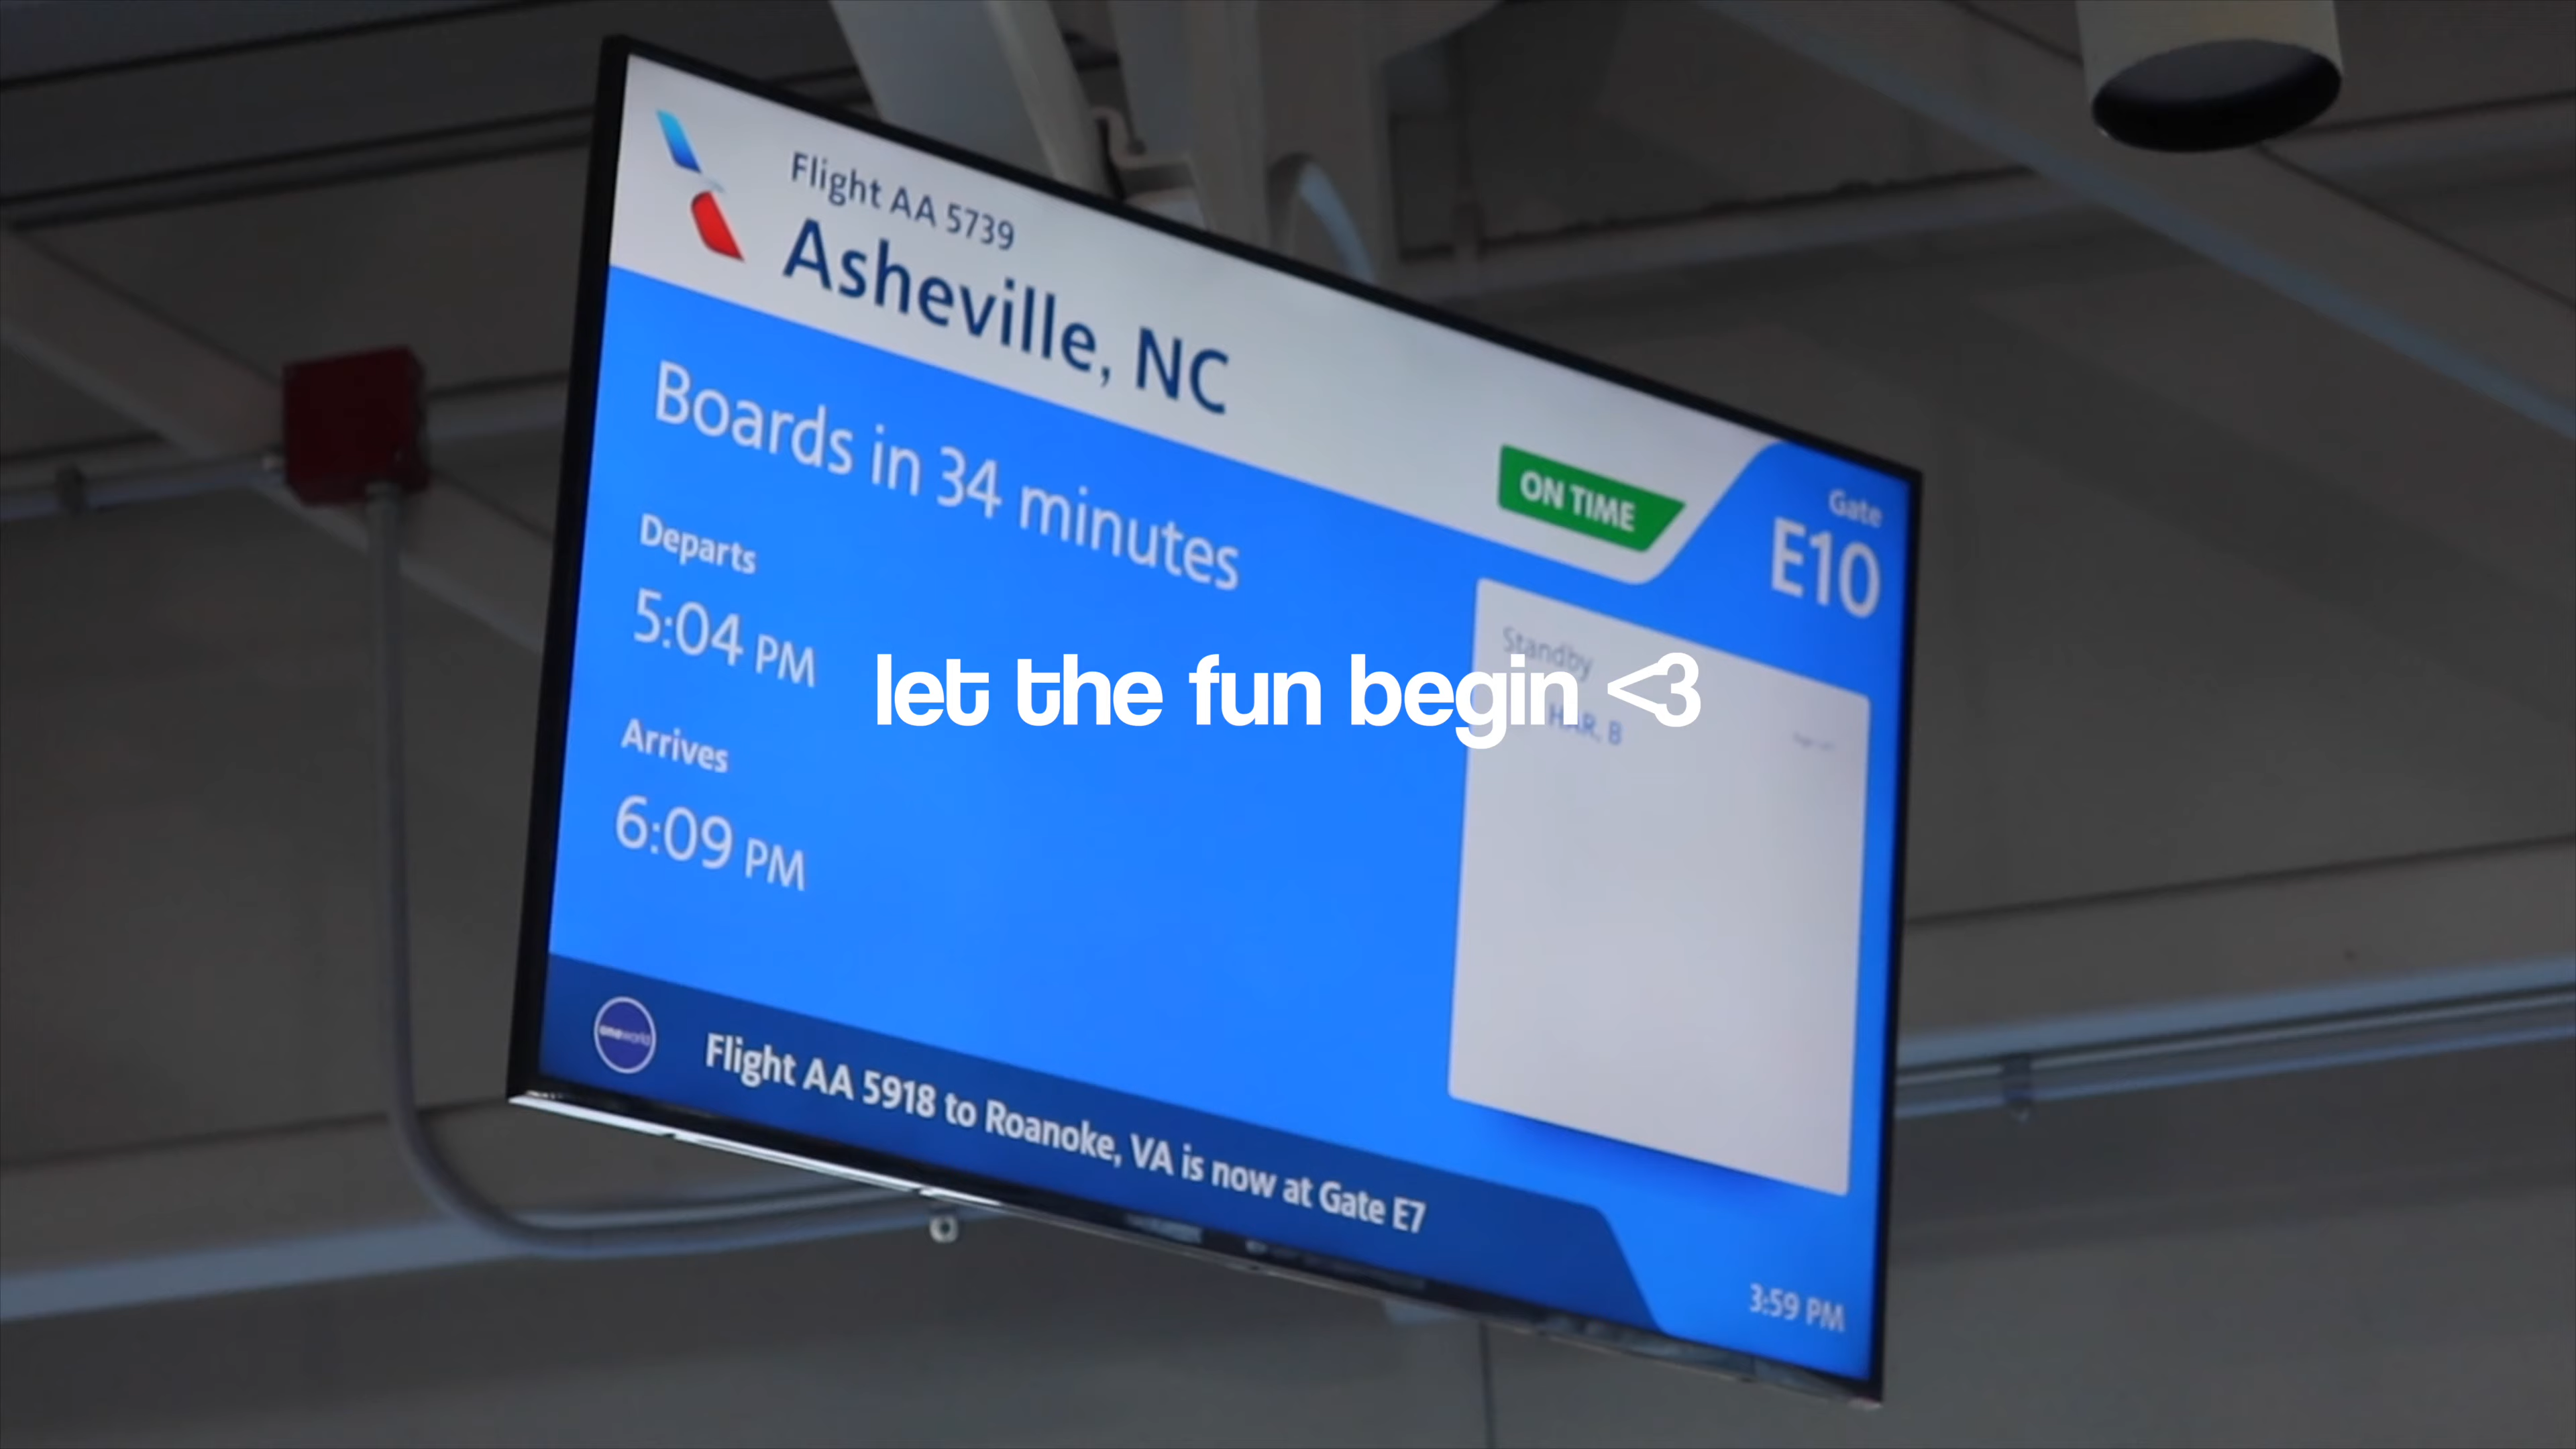 Flight AA 5739
Asheville, NC
ON TIME
Gate
E10
Boards in 34 minutes
Departs
5:04 PM
Arrives
6:09 PM
Standby
let the fun begin <3
oneworld
Flight AA 5918 to Roanoke, VA is now at Gate E7
3:59 PM